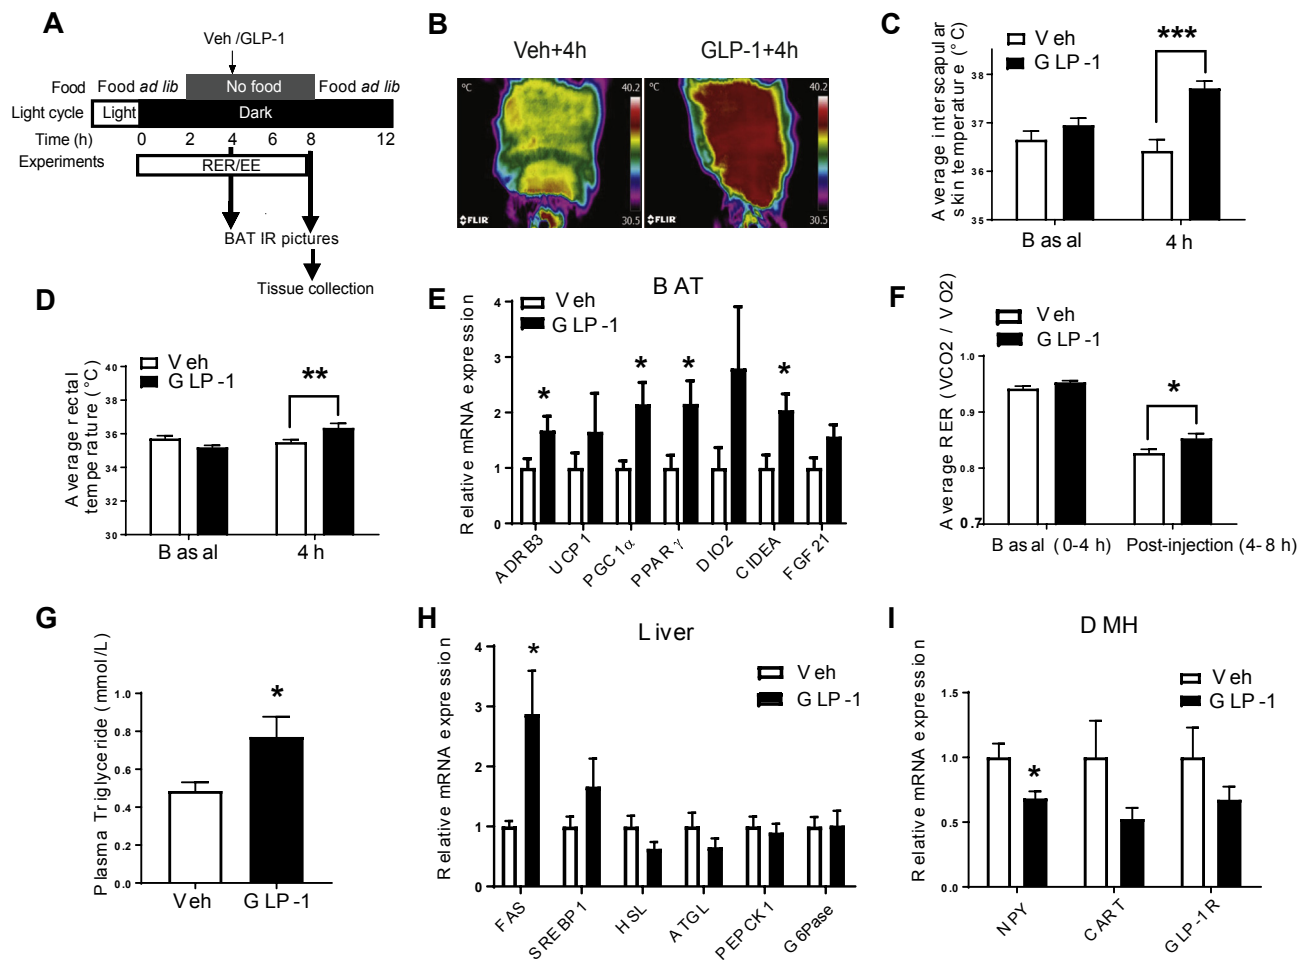 A
Veh /GLP-1
Food Food ad lib No food Food ad lib
Light cycle Light Dark
Time (h) 0 2 4 6 8 12
Experiments RER/EE
BAT IR pictures
Tissue collection
B
Veh+4h GLP-1+4h
°C 40.2 °C 40.2
FLIR 30.5 FLIR 30.5
C
Average interscapular
skin temperature (°C)
Veh
GLP-1
***
38
37
36
35
Basal 4h
D
Average rectal
temperature (°C)
Veh
GLP-1
**
40
38
36
34
32
30
Basal 4h
E
BAT
Relative mRNA expression
Veh
GLP-1
4
3
2
1
0
* * * *
ADRB3 UCP1 PGC1α PPARγ DIO2 CIDEA FGF21
F
Average RER (VCO2 / VO2)
Veh
GLP-1
*
1.0
0.9
0.8
0.7
Basal (0-4 h) Post-injection (4-8 h)
G
Plasma Triglyceride (mmol/L)
*
1.0
0.8
0.6
0.4
0.2
0.0
Veh GLP-1
H
Liver
Relative mRNA expression
Veh
GLP-1
*
4
3
2
1
0
FAS SREBP1 HSL ATGL PEPCK1 G6Pase
I
DMH
Relative mRNA expression
Veh
GLP-1
*
1.5
1.0
0.5
0.0
NPY CART GLP-1R